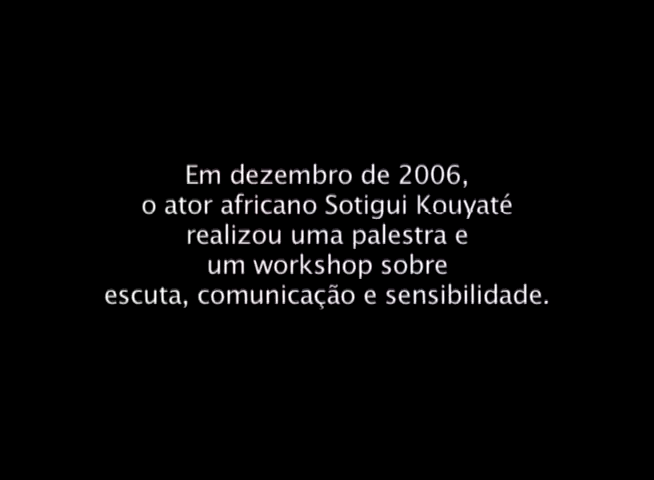 Em dezembro de 2006,
o ator africano Sotigui Kouyaté
realizou uma palestra e
um workshop sobre
escuta, comunicação e sensibilidade.